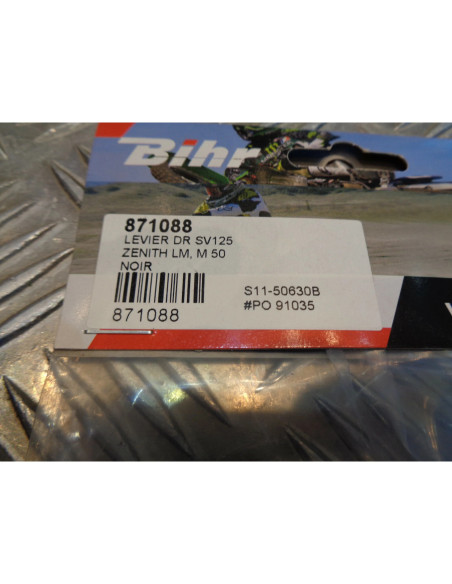 Bihr
871088
LEVIER DR SV125
ZENITH LM, M 50
NOIR
871088
S11-50630B
#PO 91035